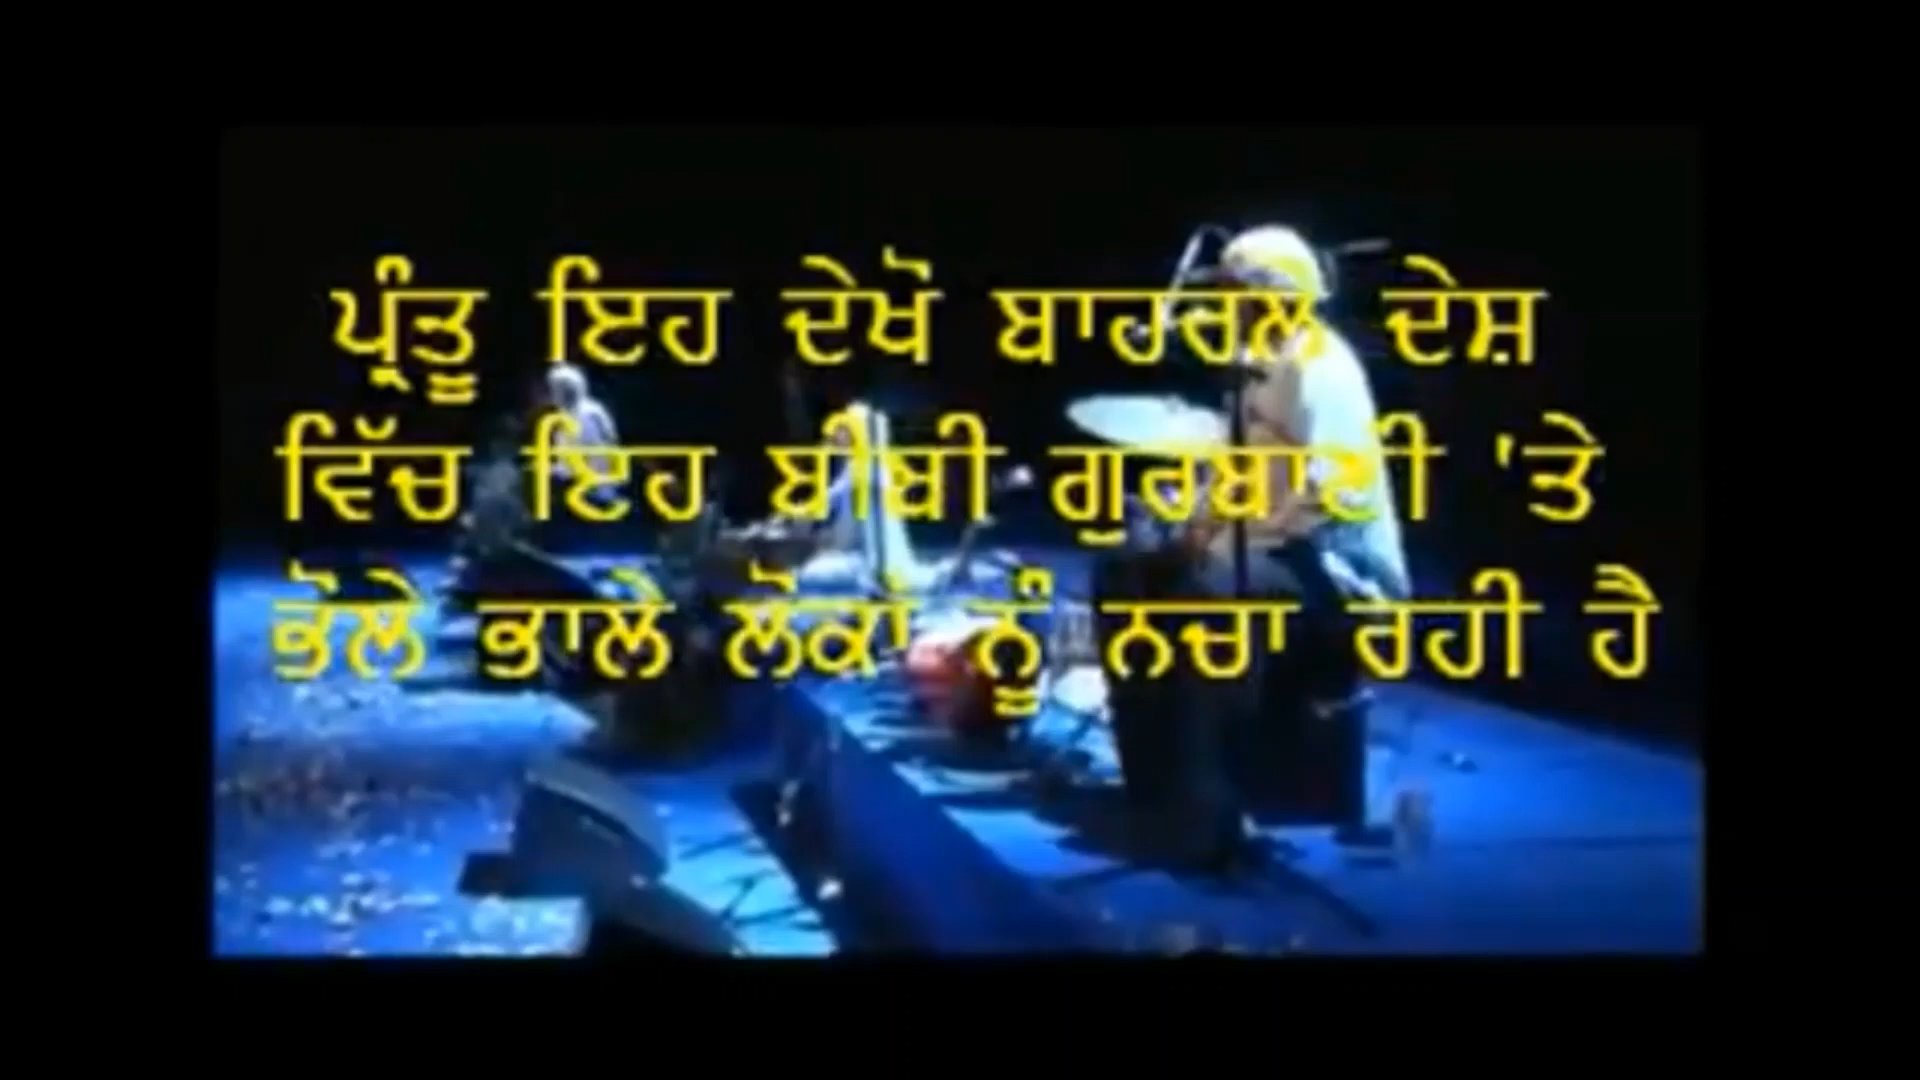 ਪ੍ਰੰਤੂ ਇਹ ਦੇਖੋ ਬਾਹਰਲ ਦੇਸ਼
ਵਿੱਚ ਇਹ ਬੀਬੀ ਗੁਰਬਾਣੀ 'ਤੇ
ਭੋਲੇ ਭਾਲੇ ਲੋਕਾਂ ਨੂੰ ਨਚਾ ਰਹੀ ਹੈ